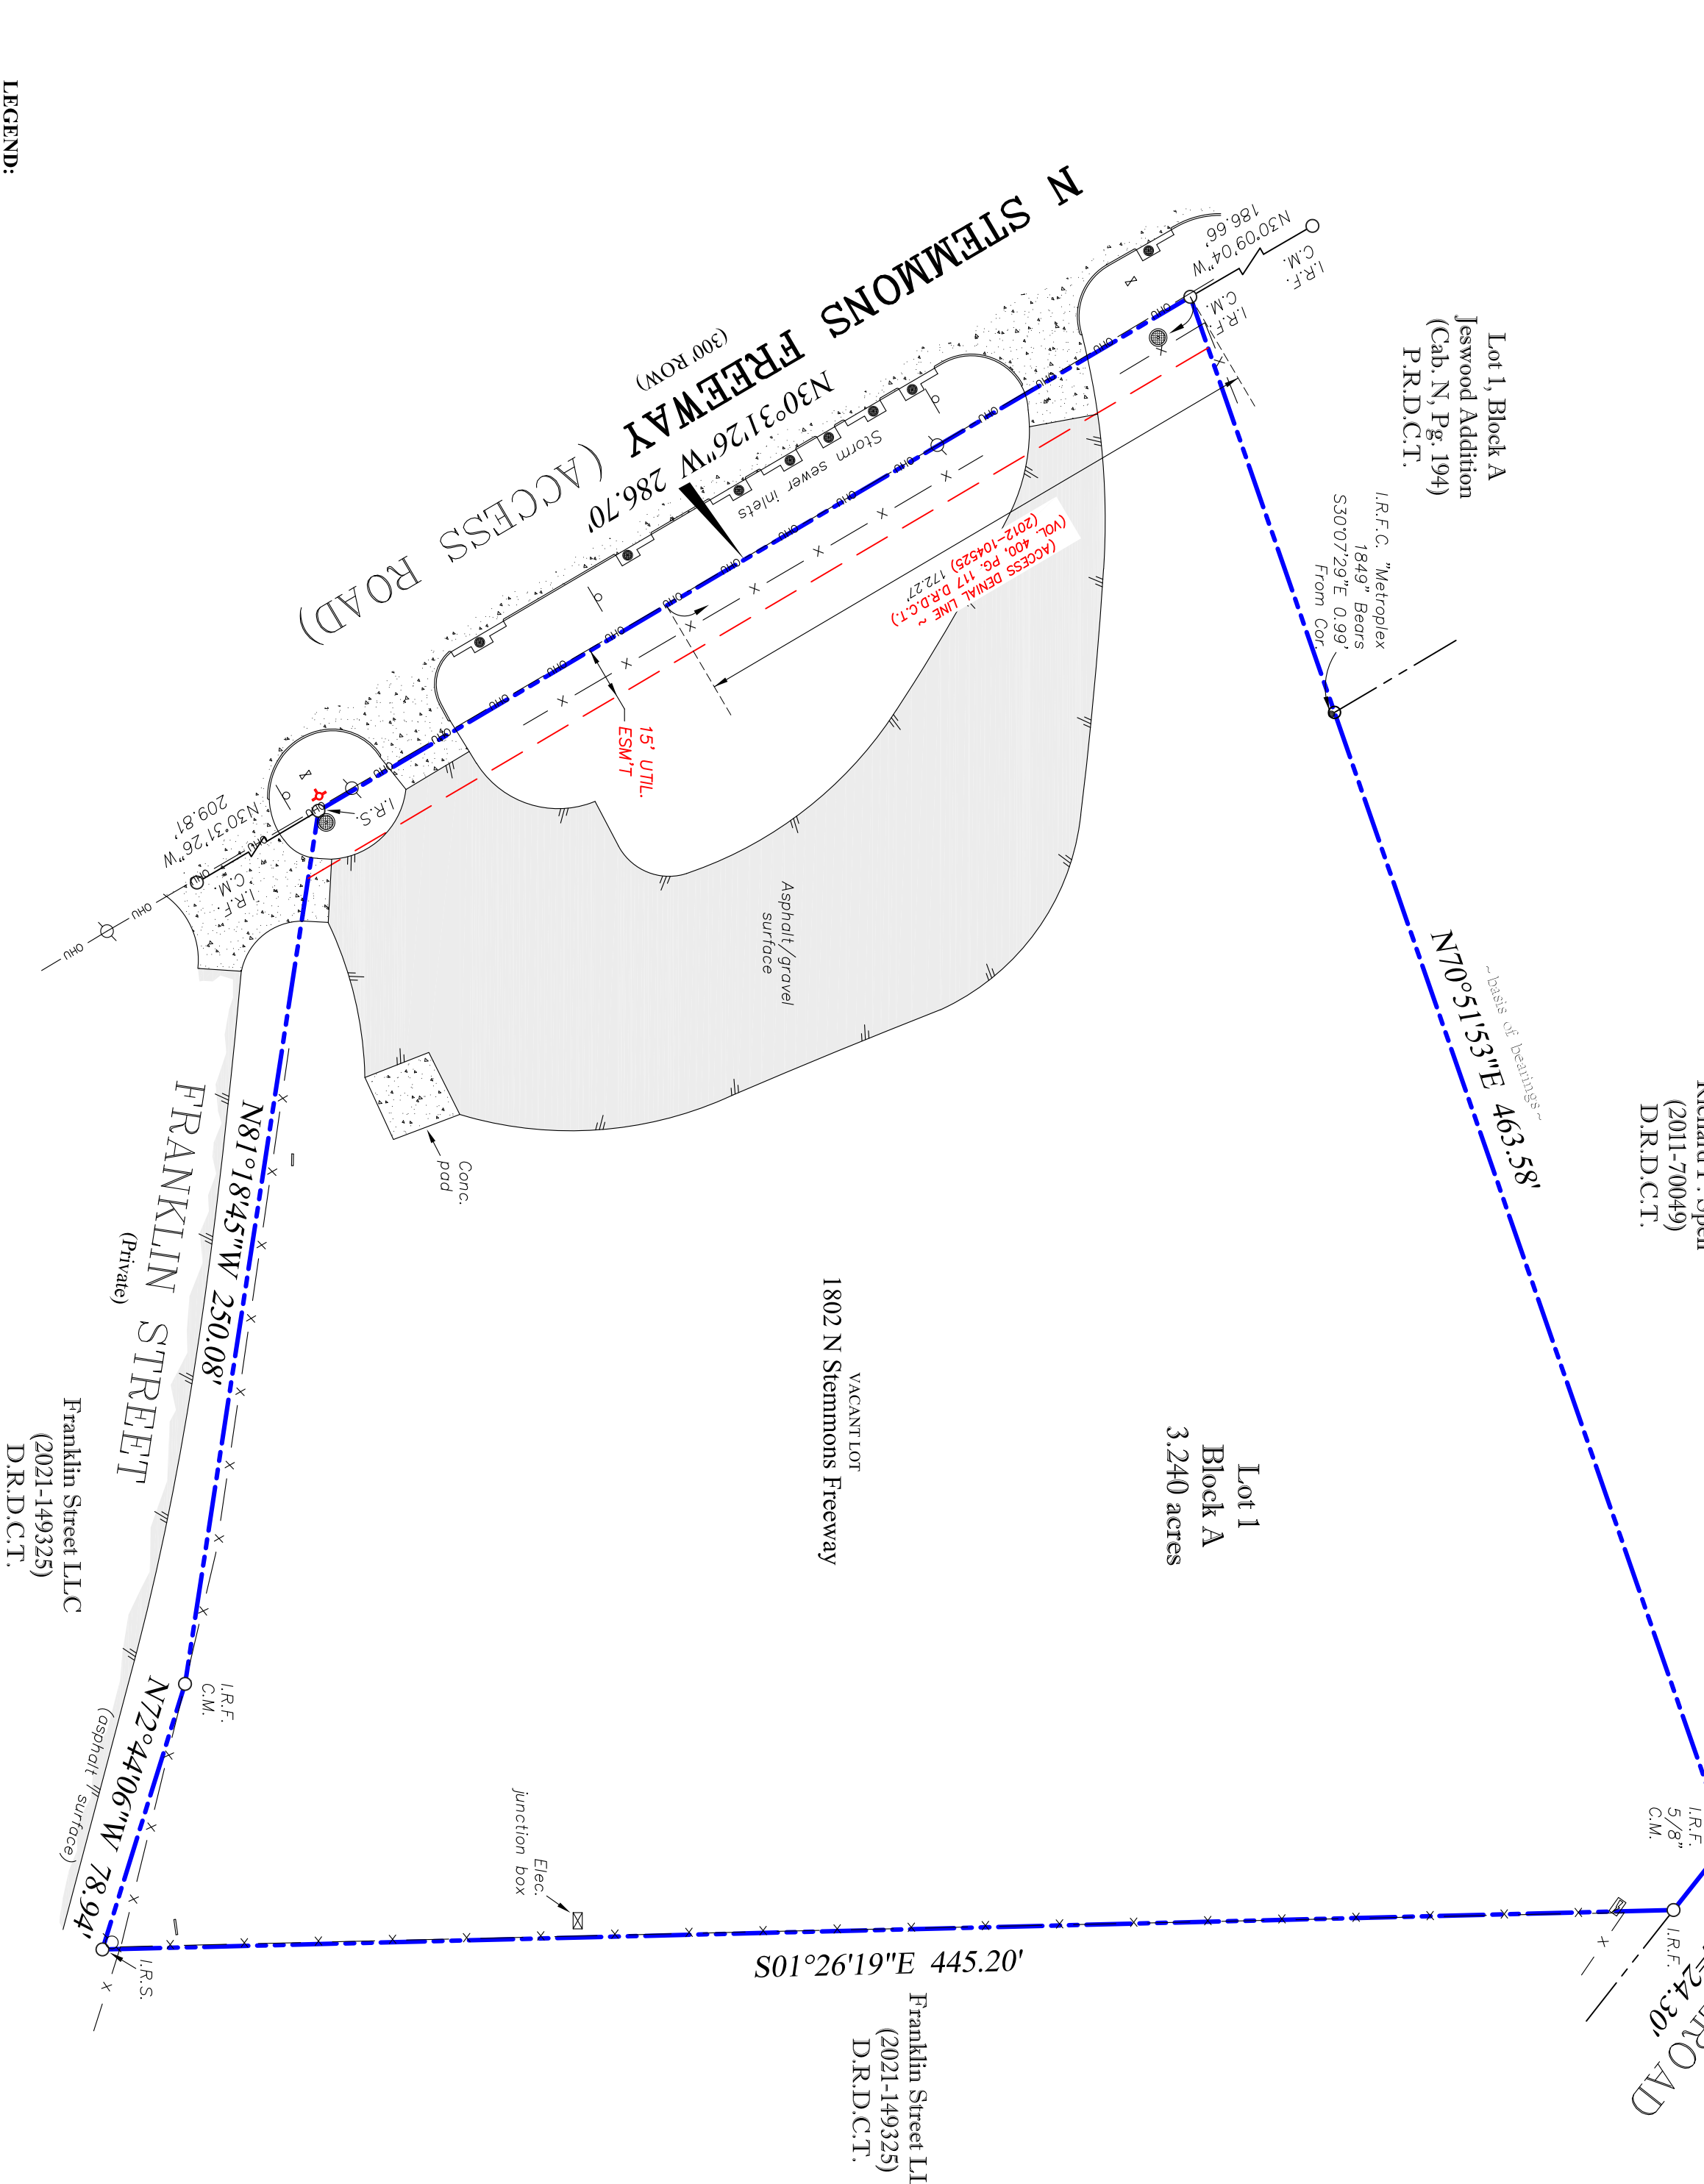 LEGEND:
Lot 1, Block A
Jeswood Addition
(Cab. N, Pg. 194)
P.R.D.C.T.
I.R.F.
C.M.
N30°09'04"W
186.66'
I.R.F.
C.M.
N STEMMONS FREEWAY
(ACCESS ROAD)
(300' ROW)
N30°31'26"W 286.70'
Storm sewer inlets
(ACCESS DENIAL LINE ~
VOL. 400, PG. 117 D.R.D.C.T.)
(2012-104525)
172.27'
15' UTIL.
ESM'T
I.R.F.C. "Metroplex
1849" Bears
S30°07'29"E 0.99'
From Cor.
~basis of bearings~
N70°51'53"E 463.58'
(2011-70049)
D.R.D.C.T.
I.R.S.
N30°31'26"W
209.81'
I.R.F.
C.M.
OHU
OHU
Asphalt/gravel
surface
Conc.
pad
FRANKLIN STREET
(Private)
N81°18'45"W 250.08'
VACANT LOT
1802 N Stemmons Freeway
Lot 1
Block A
3.240 acres
Franklin Street LLC
(2021-149325)
D.R.D.C.T.
I.R.F.
C.M.
N72°44'06"W 78.94'
(asphalt surface)
I.R.S.
Elec.
junction box
S01°26'19"E 445.20'
I.R.F.
5/8"
C.M.
I.R.F.
24.30'
ROAD
Franklin Street
(2021-149325)
D.R.D.C.T.